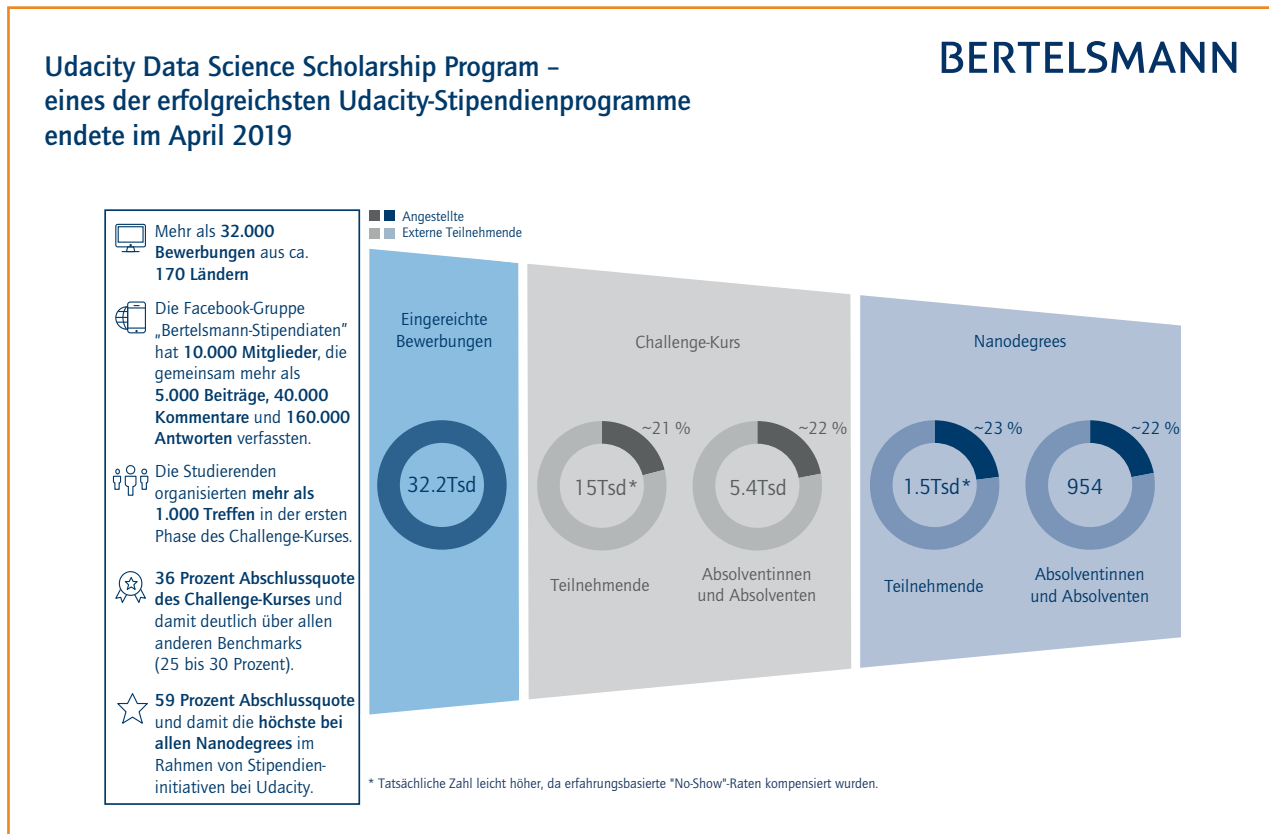 Udacity Data Science Scholarship Program –
eines der erfolgreichsten Udacity-Stipendienprogramme
endete im April 2019
BERTELSMANN
Mehr als 32.000
Bewerbungen aus ca.
170 Ländern
Die Facebook-Gruppe
„Bertelsmann-Stipendiaten"
hat 10.000 Mitglieder, die
gemeinsam mehr als
5.000 Beiträge, 40.000
Kommentare und 160.000
Antworten verfassten.
Die Studierenden
organisierten mehr als
1.000 Treffen in der ersten
Phase des Challenge-Kurses.
36 Prozent Abschlussquote
des Challenge-Kurses und
damit deutlich über allen
anderen Benchmarks
(25 bis 30 Prozent).
59 Prozent Abschlussquote
und damit die höchste bei
allen Nanodegrees im
Rahmen von Stipendien-
initiativen bei Udacity.
Angestellte
Externe Teilnehmende
Eingereichte
Bewerbungen
32.2Tsd
Challenge-Kurs
~21 %
15Tsd*
Teilnehmende
~22 %
5.4Tsd
Absolventinnen
und Absolventen
Nanodegrees
~23 %
1.5Tsd*
Teilnehmende
~22 %
954
Absolventinnen
und Absolventen
* Tatsächliche Zahl leicht höher, da erfahrungsbasierte "No-Show"-Raten kompensiert wurden.